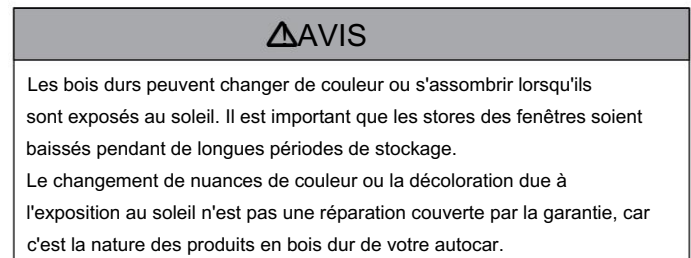 ⚠AVIS
Les bois durs peuvent changer de couleur ou s'assombrir lorsqu'ils
sont exposés au soleil. Il est important que les stores des fenêtres soient
baissés pendant de longues périodes de stockage.
Le changement de nuances de couleur ou la décoloration due à
l'exposition au soleil n'est pas une réparation couverte par la garantie, car
c'est la nature des produits en bois dur de votre autocar.